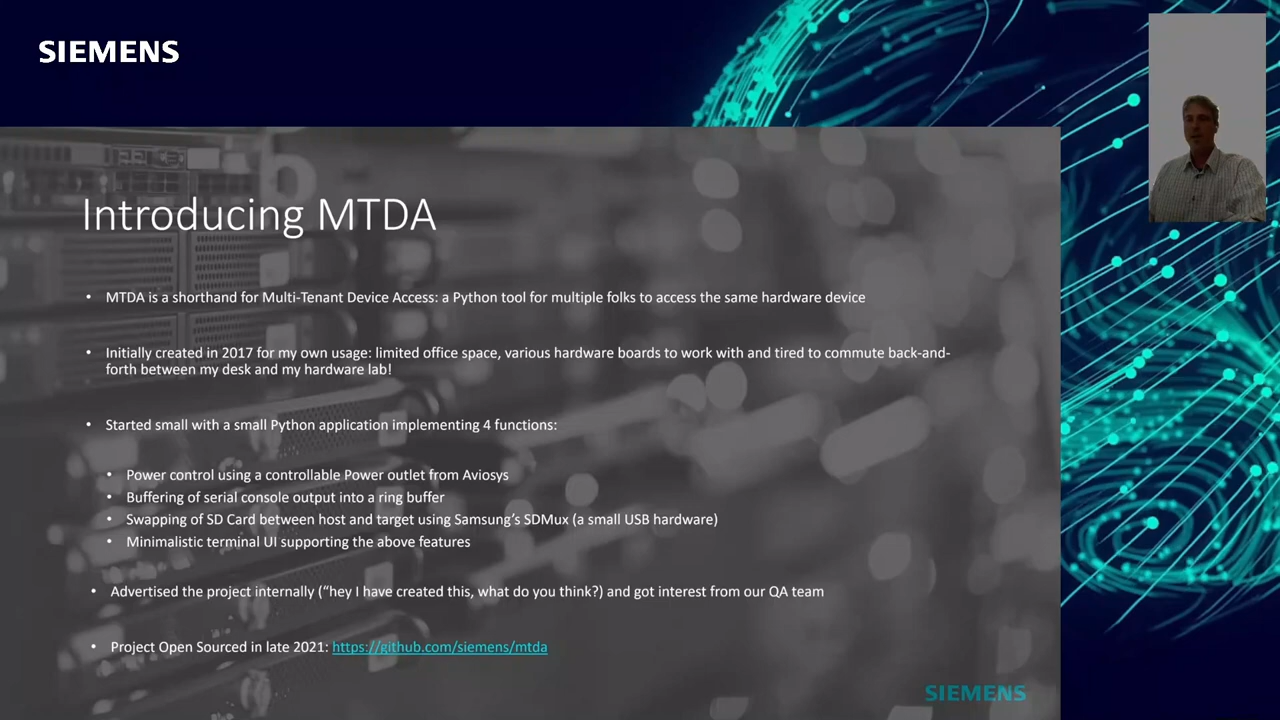 SIEMENS
Introducing MTDA
• MTDA is a shorthand for Multi-Tenant Device Access: a Python tool for multiple folks to access the same hardware device
• Initially created in 2017 for my own usage: limited office space, various hardware boards to work with and tired to commute back-and-
forth between my desk and my hardware lab!
• Started small with a small Python application implementing 4 functions:
• Power control using a controllable Power outlet from Aviosys
• Buffering of serial console output into a ring buffer
• Swapping of SD Card between host and target using Samsung's SDMux (a small USB hardware)
• Minimalistic terminal UI supporting the above features
• Advertised the project internally (“hey I have created this, what do you think?) and got interest from our QA team
• Project Open Sourced in late 2021: https://github.com/siemens/mtda
SIEMENS